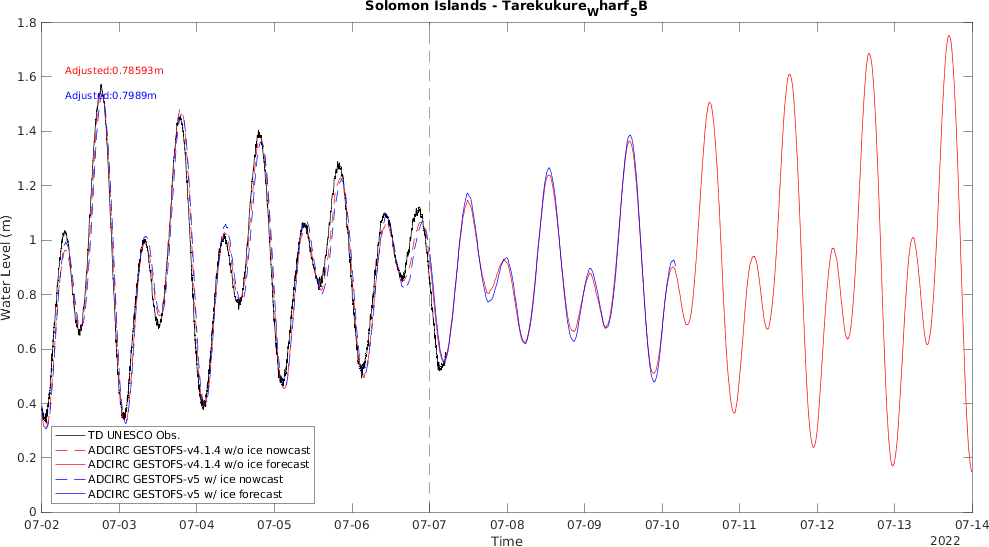 Solomon Islands - TarekukureWharfSB
Adjusted:0.78593m
Adjusted:0.7989m
Water Level (m)
1.8
1.6
1.4
1.2
1
0.8
0.6
0.4
0.2
0
TD UNESCO Obs.
ADCIRC GESTOFS-v4.1.4 w/o ice nowcast
ADCIRC GESTOFS-v4.1.4 w/o ice forecast
ADCIRC GESTOFS-v5 w/ ice nowcast
ADCIRC GESTOFS-v5 w/ ice forecast
07-02 07-03 07-04 07-05 07-06 07-07 07-08 07-09 07-10 07-11 07-12 07-13 07-14
Time
2022